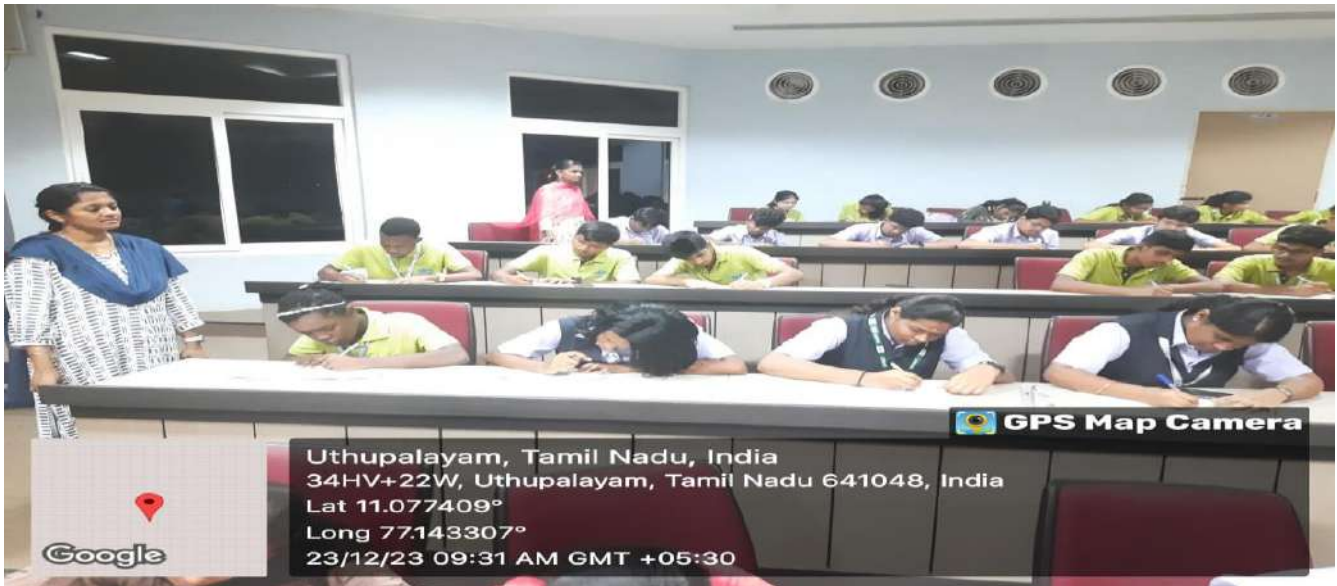 GPS Map Camera
Uthupalayam, Tamil Nadu, India
34HV+22W, Uthupalayam, Tamil Nadu 641048, India
Lat 11.077409°
Long 77.143307°
23/12/23 09:31 AM GMT +05:30
Google